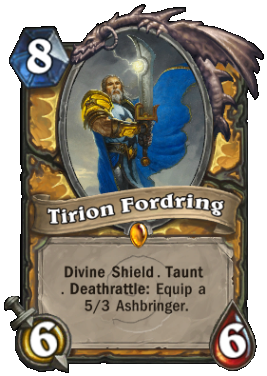 8
Tirion Fordring
Divine Shield . Taunt
. Deathrattle: Equip a
5/3 Ashbringer.
6 6